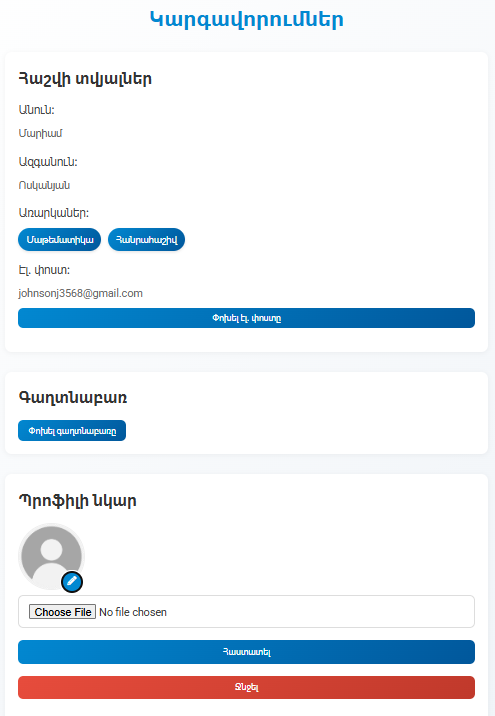 Կարգավորումներ
Հաշվի տվյալներ
Անուն:
Մարիամ
Ազգանուն:
Ոսկանյան
Առարկաներ:
Մաթեմատիկա Հանրահաշիվ
Էլ. փոստ:
johnsonj3568@gmail.com
Փոխել էլ. փոստը
Գաղտնաբառ
Փոխել գաղտնաբառը
Պրոֆիլի նկար
Choose File No file chosen
Հաստատել
Ջնջել